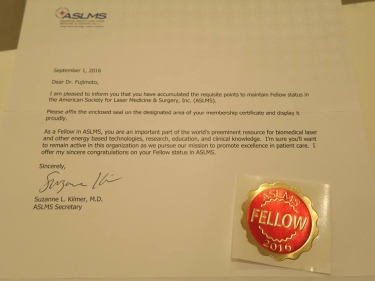 ASLMS
September 1, 2016
Dear Dr. Fujimoto,
I am pleased to inform you that you have accumulated the requisite points to maintain Fellow status in
the American Society for Laser Medicine & Surgery, Inc. (ASLMS).
Please affix the enclosed seal on the designated area of your membership certificate and display it
proudly.
As a Fellow in ASLMS, you are an important part of the world's preeminent resource for biomedical laser
and other energy based technologies, research, education, and clinical knowledge. I'm sure you'll want
to remain active in this organization as we pursue our mission to promote excellence in patient care. I
offer my sincere congratulations on your Fellow status in ASLMS.
Sincerely,
Suzanne L. Kilmer, M.D.
ASLMS Secretary
ASLMS
FELLOW
2016